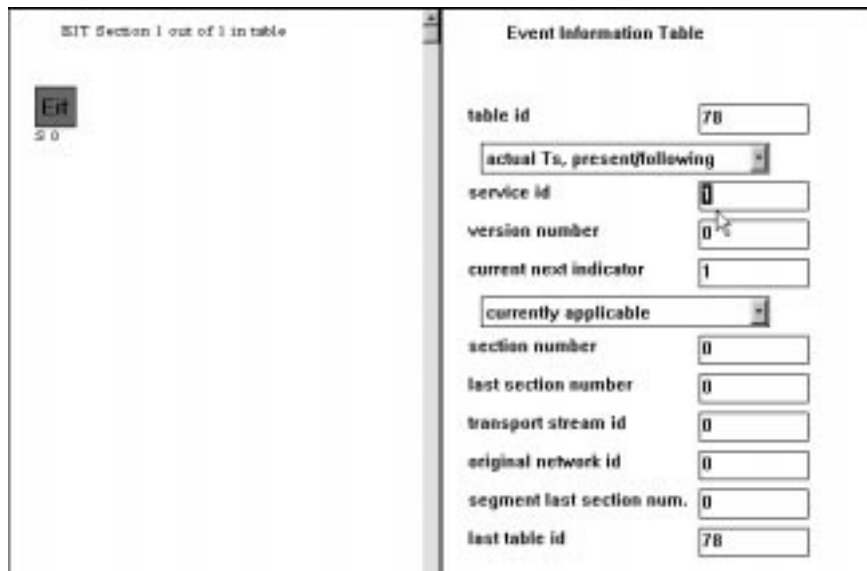 EIT Section 1 out of 1 in table
Eit
S 0
Event Information Table
table id 78
actual Ts, present/following
service id 1
version number 0
current next indicator 1
currently applicable
section number 0
last section number 0
transport stream id 0
original network id 0
segment last section num. 0
last table id 78